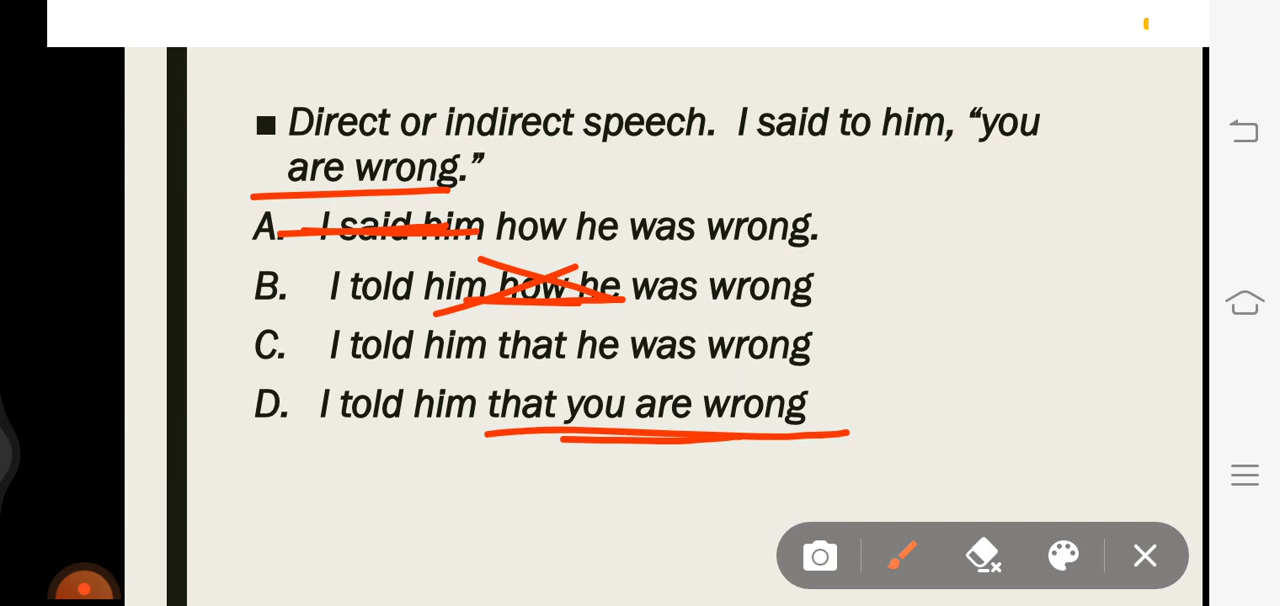 Direct or indirect speech. I said to him, “you
are wrong.”
A. I said him how he was wrong.
B. I told him how he was wrong
C. I told him that he was wrong
D. I told him that you are wrong